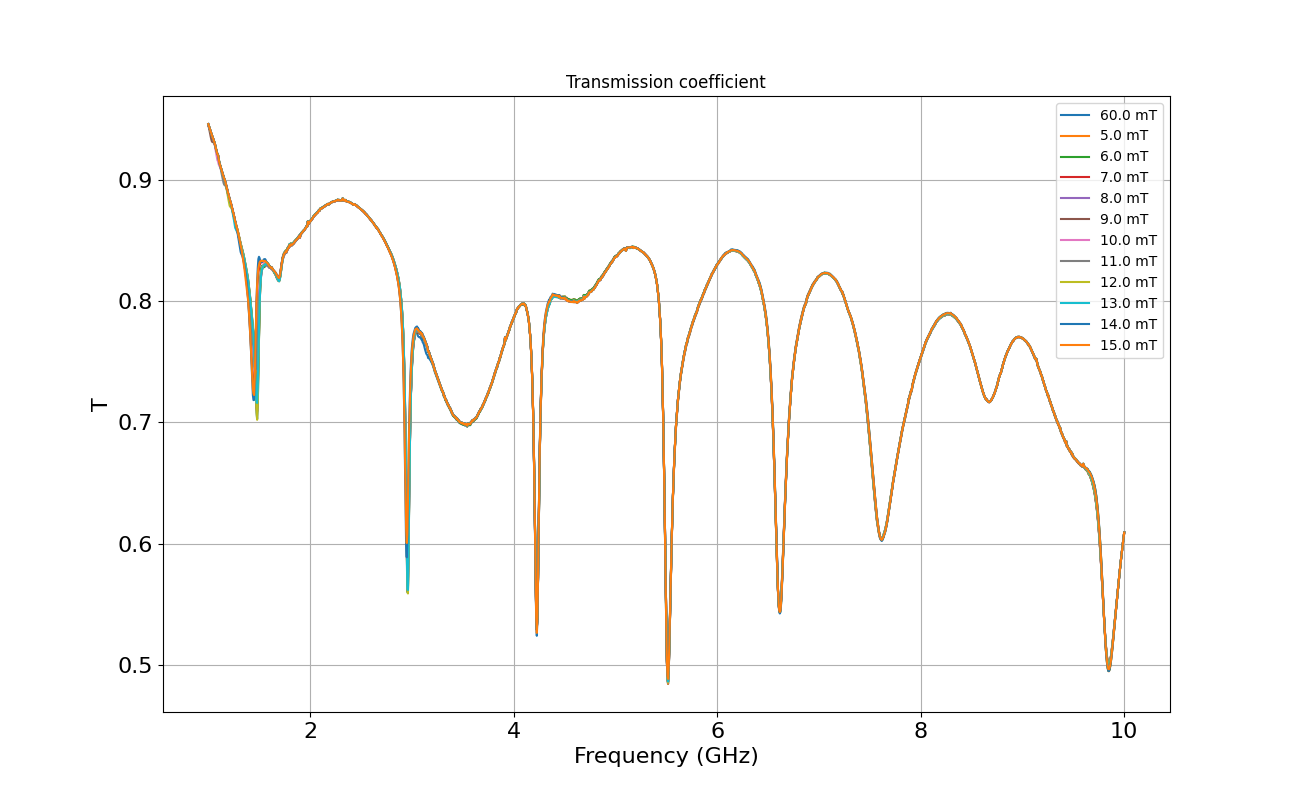 Transmission coefficient
60.0 mT
5.0 mT
6.0 mT
7.0 mT
8.0 mT
9.0 mT
10.0 mT
11.0 mT
12.0 mT
13.0 mT
14.0 mT
15.0 mT
T
0.9
0.8
0.7
0.6
0.5
2 4 6 8 10
Frequency (GHz)